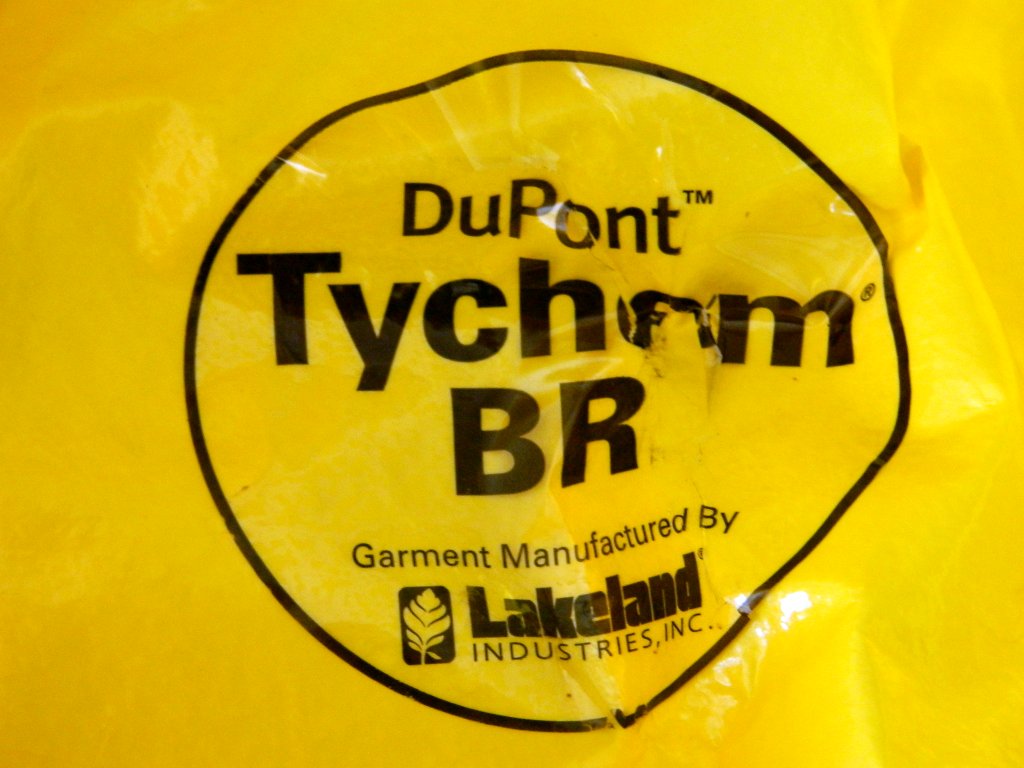 DuPont™
Tychem®
BR
Garment Manufactured By
Lakeland®
INDUSTRIES, INC.